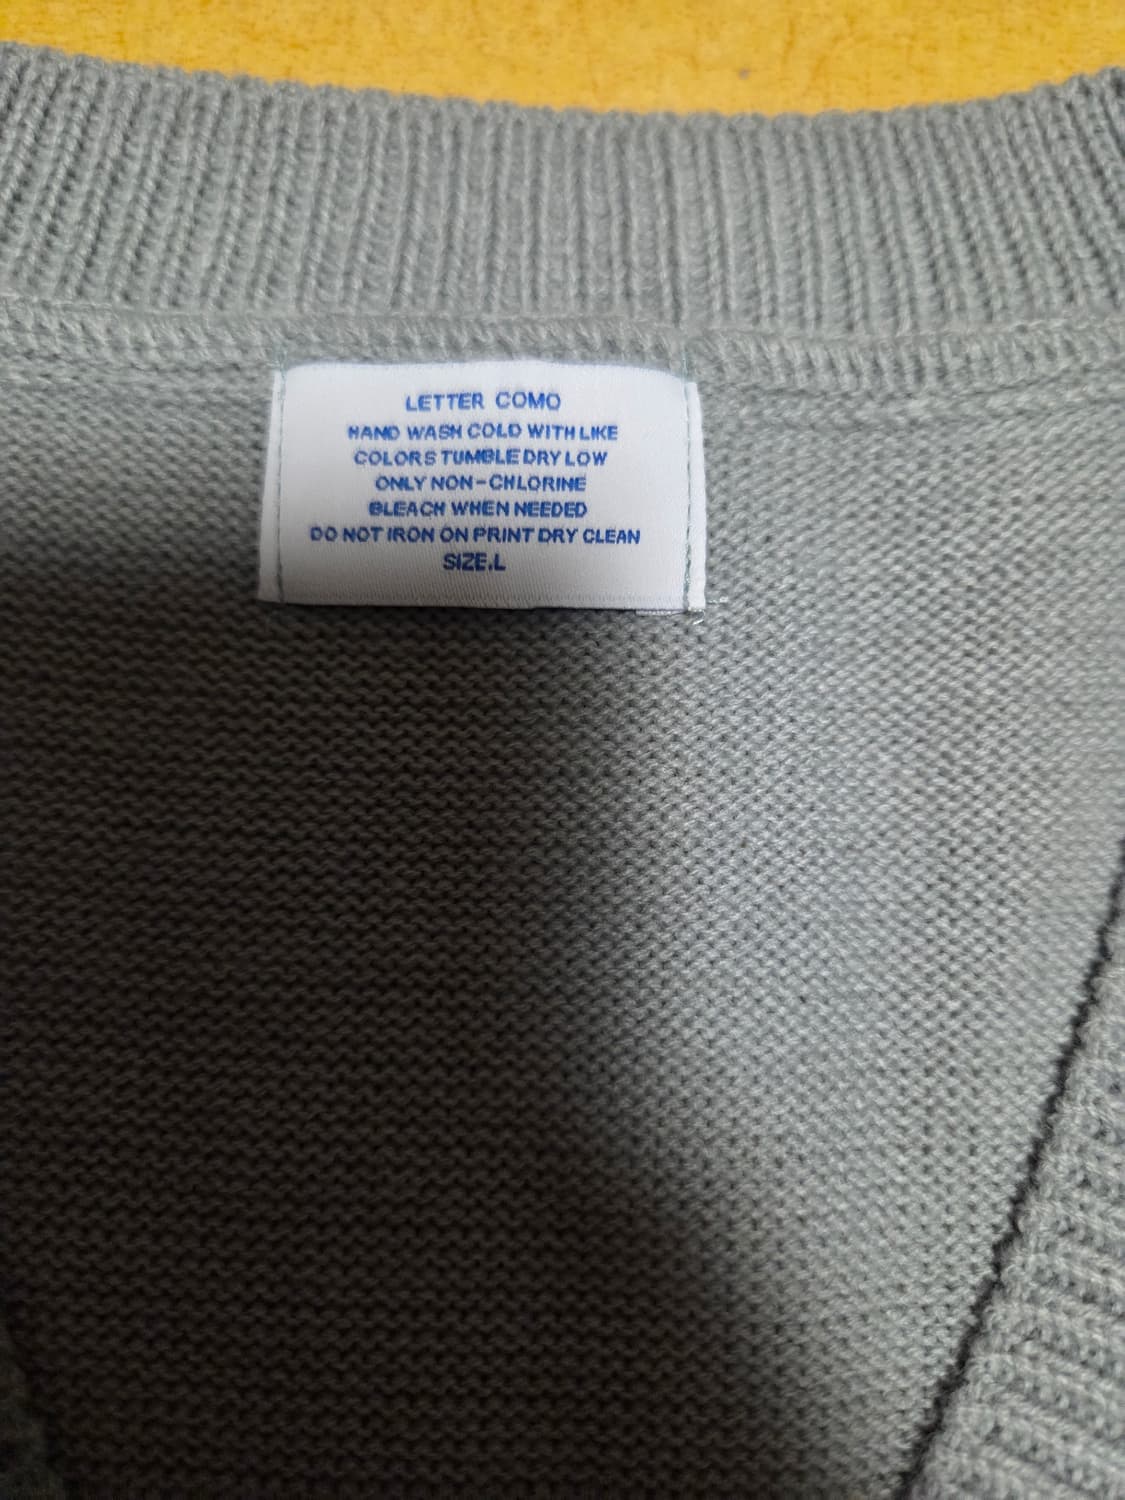 LETTER COMO
HAND WASH COLD WITH LIKE
COLORS TUMBLE DRY LOW
ONLY NON-CHLORINE
BLEACH WHEN NEEDED
DO NOT IRON ON PRINT DRY CLEAN
SIZE.L